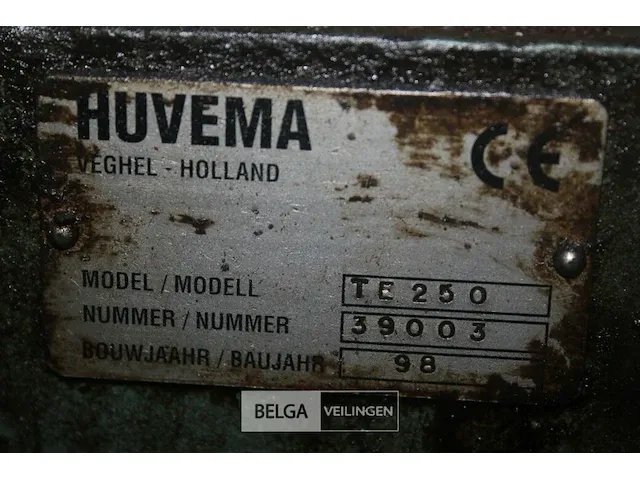 HUVEMA
VEGHEL - HOLLAND
CE
MODEL / MODELL TE 250
NUMMER / NUMMER 39003
BOUWJAAHR / BAUJAHR 98
BELGA VEILINGEN